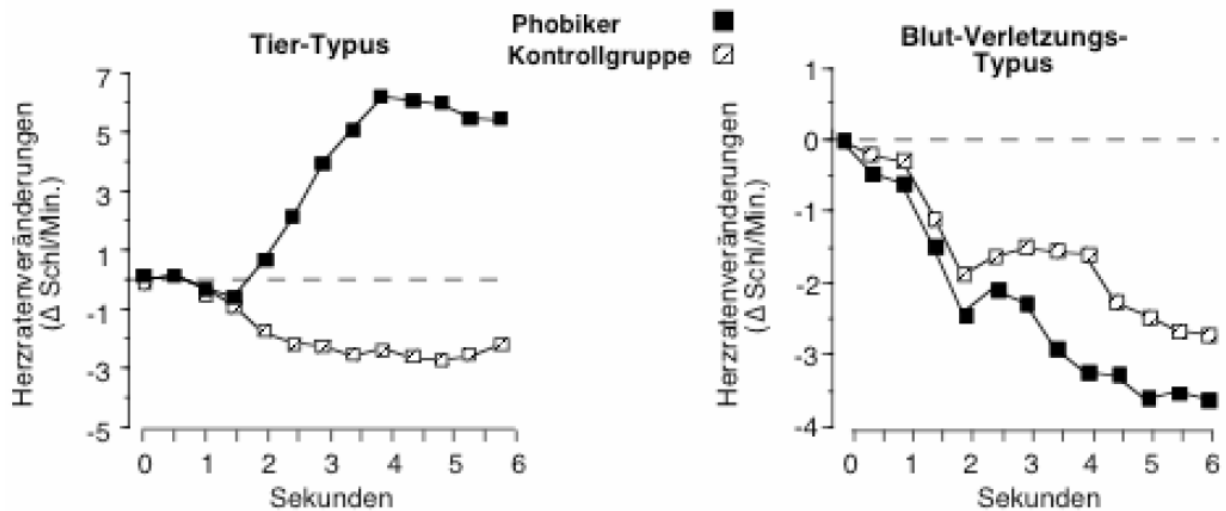 Tier-Typus
Phobiker
Kontrollgruppe
Blut-Verletzungs-
Typus
Herzratenveränderungen
(Δ Schl/Min.)
7
5
3
1
-1
-3
-5
0 1 2 3 4 5 6
Sekunden
Herzratenveränderungen
(Δ Schl/Min.)
1
0
-1
-2
-3
-4
0 1 2 3 4 5 6
Sekunden